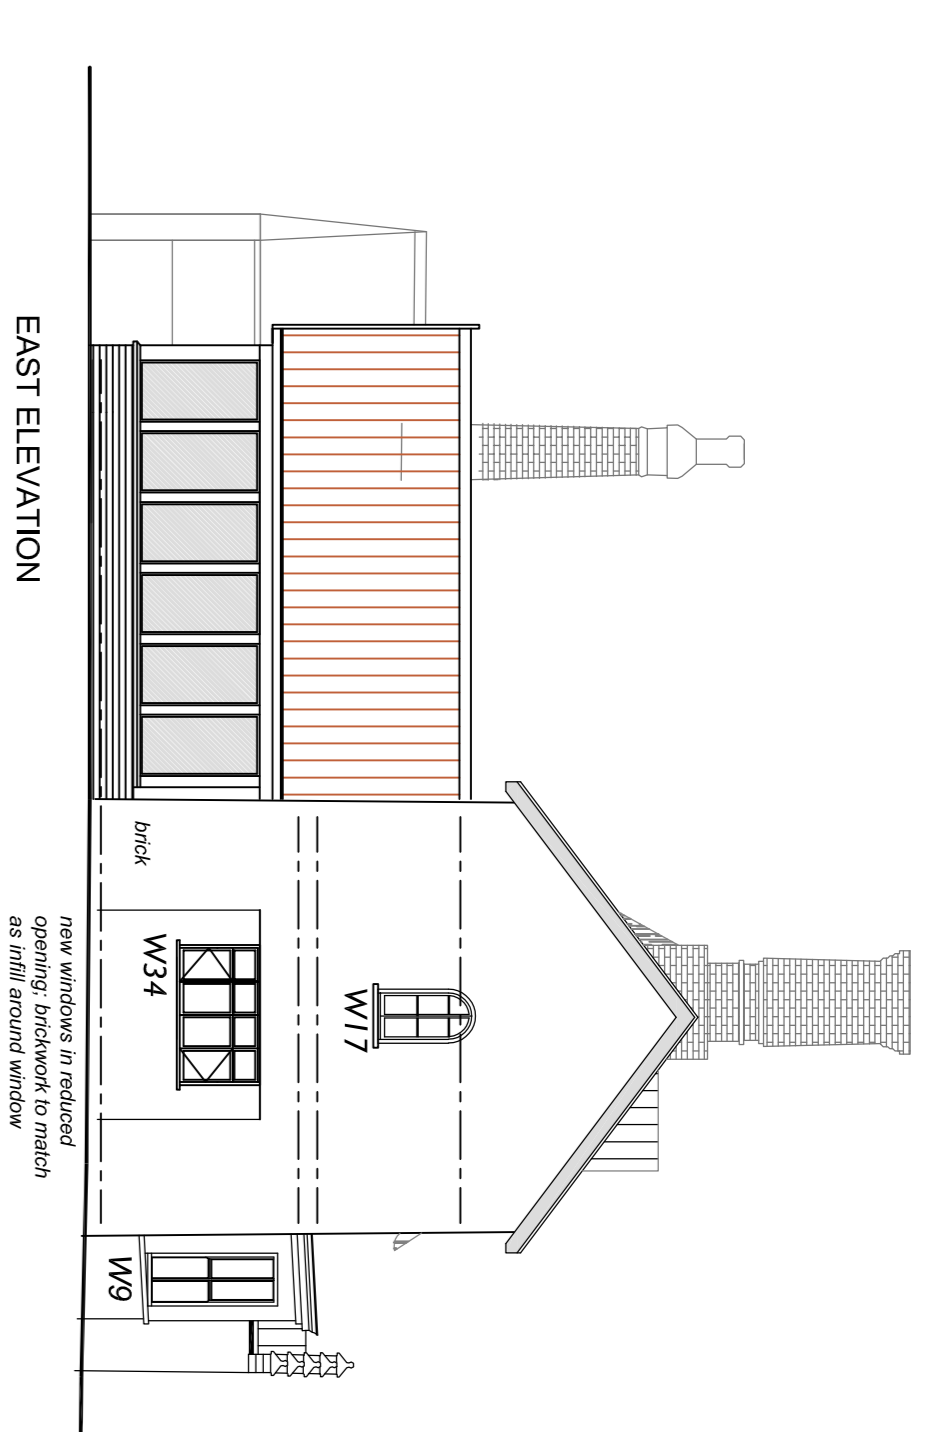 W17
W34
W9
brick
new windows in reduced
opening; brickwork to match
as infill around window
EAST ELEVATION